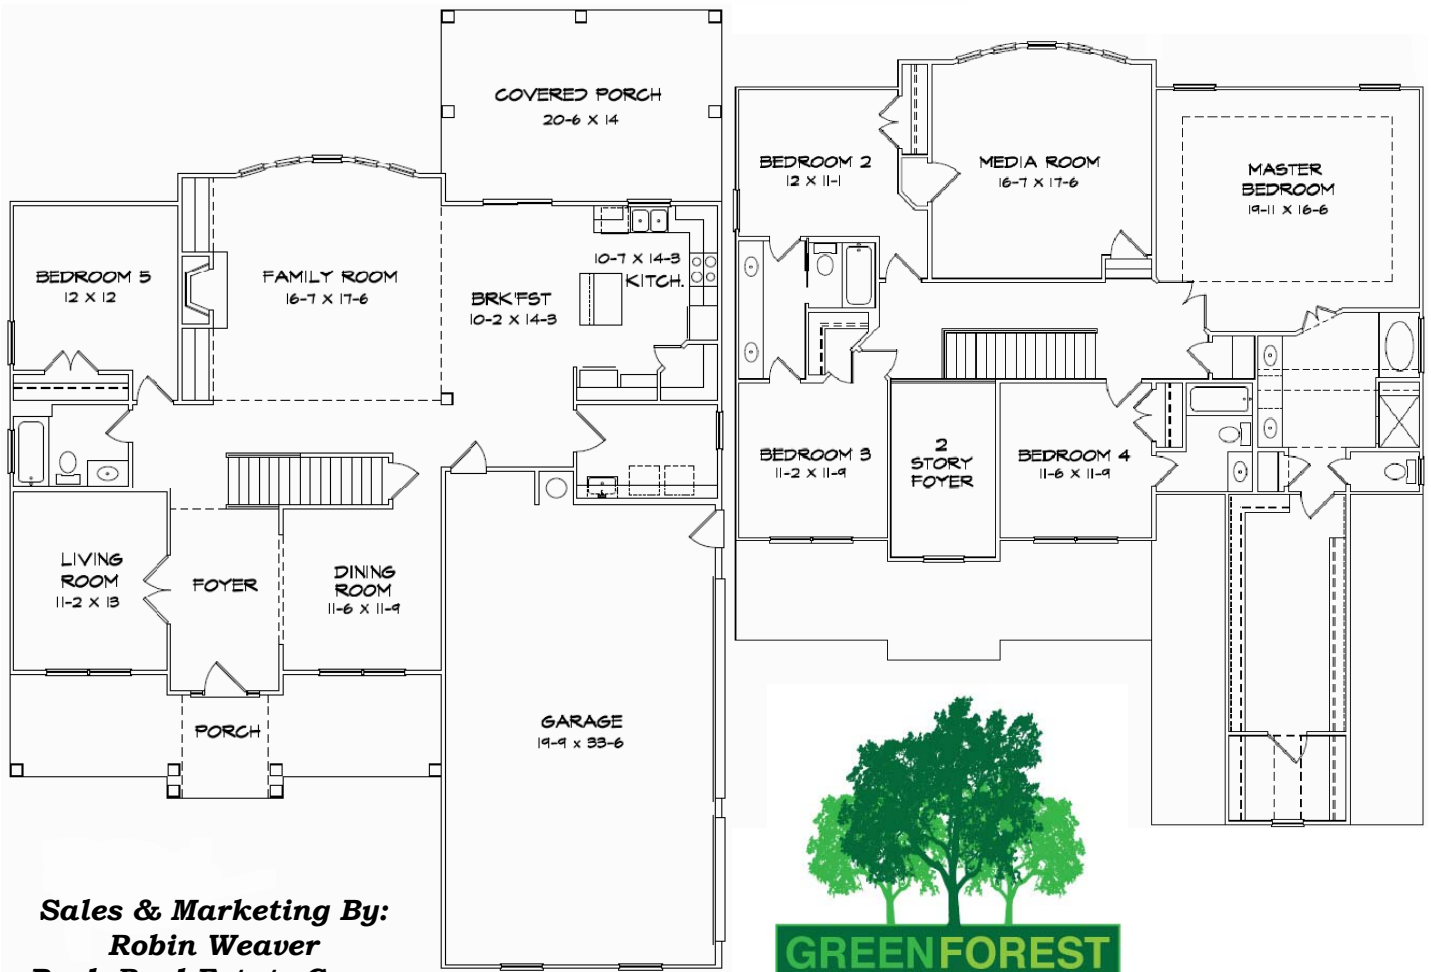 COVERED PORCH
20-6 X 14
BEDROOM 5
12 X 12
FAMILY ROOM
16-7 X 17-6
BRK'FST
10-2 X 14-3
10-7 X 14-3
KITCH.
LIVING
ROOM
11-2 X 13
FOYER
DINING
ROOM
11-6 X 11-9
PORCH
GARAGE
19-9 x 33-6
BEDROOM 2
12 X 11-1
MEDIA ROOM
16-7 X 17-6
MASTER
BEDROOM
19-11 X 16-6
BEDROOM 3
11-2 X 11-9
2
STORY
FOYER
BEDROOM 4
11-6 X 11-9
Sales & Marketing By:
Robin Weaver
GREENFOREST